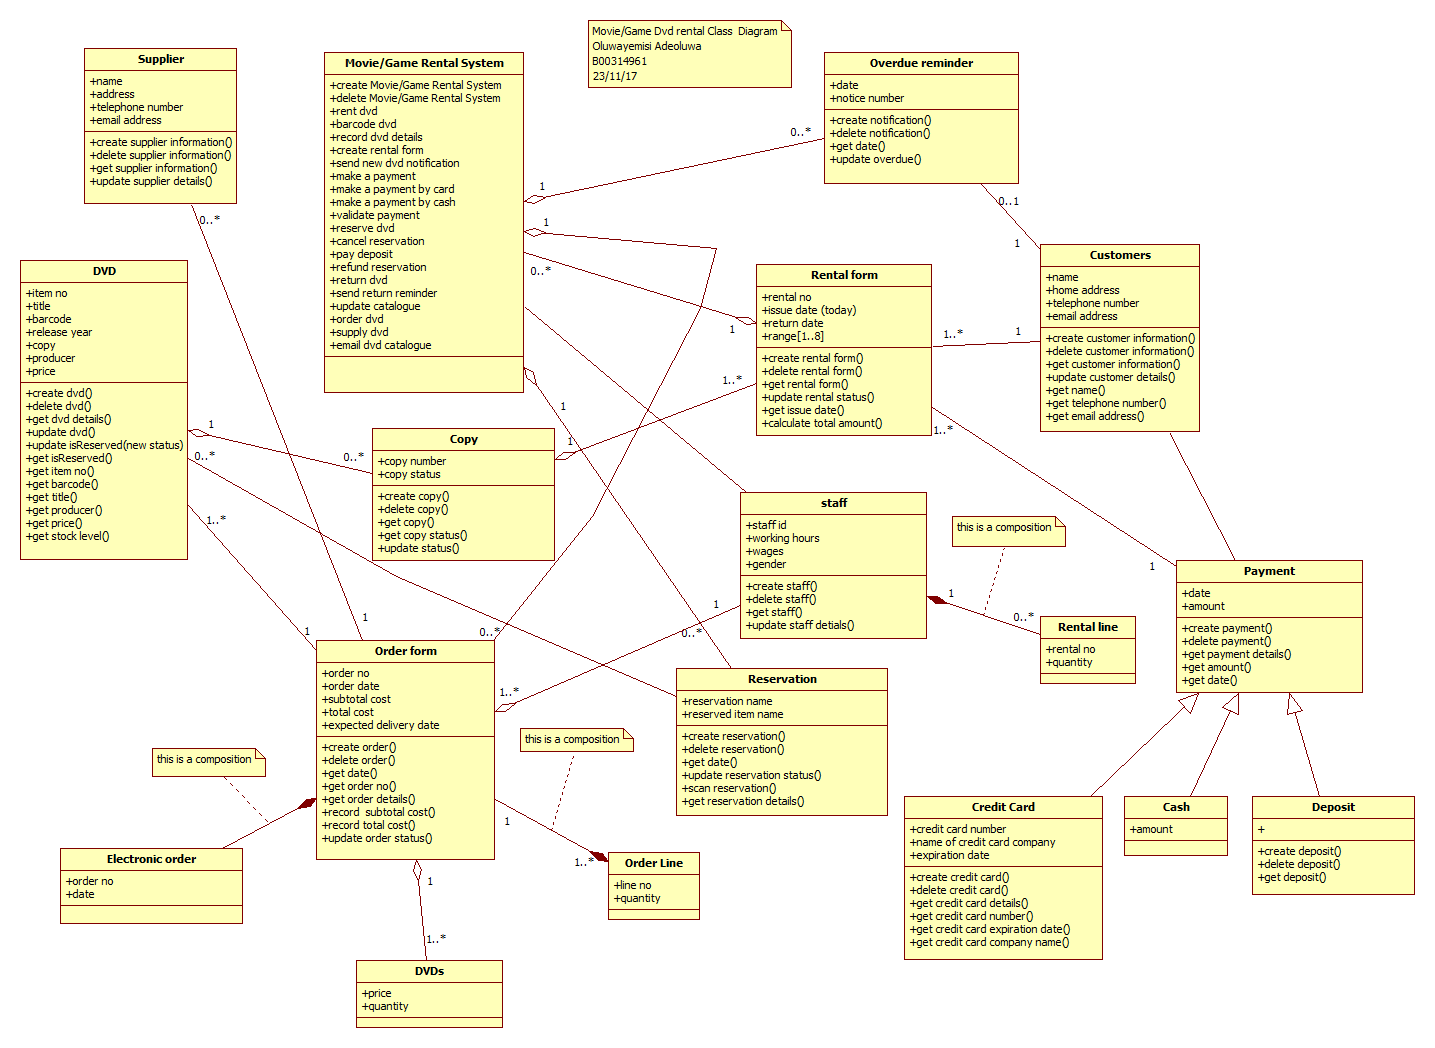 Movie/Game Dvd rental Class  Diagram
Oluwayemisi Adeoluwa
B00314961
23/11/17
Supplier
+name
+address
+telephone number
+email address
+create supplier information()
+delete supplier information()
+get supplier information()
+update supplier details()
0..*
Movie/Game Rental System
+create Movie/Game Rental System
+delete Movie/Game Rental System
+rent dvd
+barcode dvd
+record dvd details
+create rental form
+send new dvd notification
+make a payment
+make a payment by card
+make a payment by cash
+validate payment
+reserve dvd
+cancel reservation
+pay deposit
+refund reservation
+return dvd
+send return reminder
+update catalogue
+order dvd
+supply dvd
+email dvd catalogue
1
1
0..*
1
0..*
Overdue reminder
+date
+notice number
+create notification()
+delete notification()
+get date()
+update overdue()
0..1
1
Customers
+name
+home address
+telephone number
+email address
+create customer information()
+delete customer information()
+get customer information()
+update customer details()
+get name()
+get telephone number()
+get email address()
Rental form
+rental no
+issue date (today)
+return date
+range[1..8]
+create rental form()
+delete rental form()
+get rental form()
+update rental status()
+get issue date()
+calculate total amount()
1
1..*
1
1..*
1..*
1
DVD
+item no
+title
+barcode
+release year
+copy
+producer
+price
+create dvd()
+delete dvd()
+get dvd details()
+update dvd()
+update isReserved(new status)
+get isReserved()
+get item no()
+get barcode()
+get title()
+get producer()
+get price()
+get stock level()
1
0..*
0..*
1..*
1
1
Copy
+copy number
+copy status
+create copy()
+delete copy()
+get copy()
+get copy status()
+update status()
1
staff
+staff id
+working hours
+wages
+gender
+create staff()
+delete staff()
+get staff()
+update staff detials()
1
1
0..*
this is a composition
Rental line
+rental no
+quantity
Payment
+date
+amount
+create payment()
+delete payment()
+get payment details()
+get amount()
+get date()
Order form
+order no
+order date
+subtotal cost
+total cost
+expected delivery date
+create order()
+delete order()
+get date()
+get order no()
+get order details()
+record  subtotal cost()
+record total cost()
+update order status()
0..*
0..*
1..*
1
1..*
1
1..*
this is a composition
this is a composition
Reservation
+reservation name
+reserved item name
+create reservation()
+delete reservation()
+get date()
+update reservation status()
+scan reservation()
+get reservation details()
Electronic order
+order no
+date
Order Line
+line no
+quantity
DVDs
+price
+quantity
Credit Card
+credit card number
+name of credit card company
+expiration date
+create credit card()
+delete credit card()
+get credit card details()
+get credit card number()
+get credit card expiration date()
+get credit card company name()
Cash
+amount
Deposit
+
+create deposit()
+delete deposit()
+get deposit()